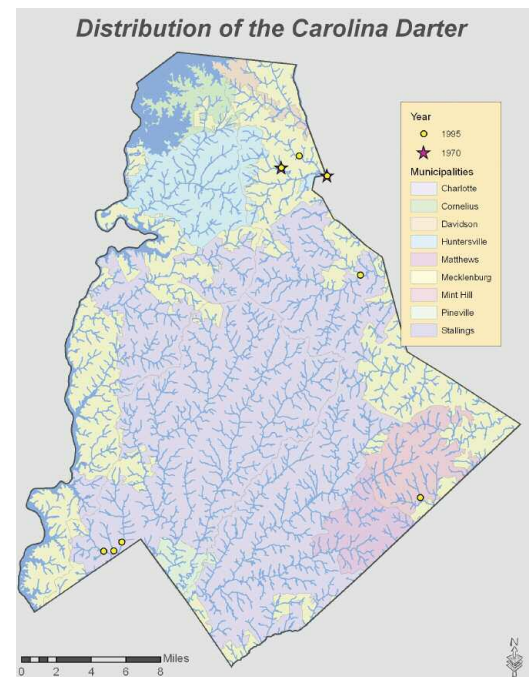 Distribution of the Carolina Darter
Year
1995
1970
Municipalities
Charlotte
Cornelius
Davidson
Huntersville
Matthews
Mecklenburg
Mint Hill
Pineville
Stallings
N
Miles
0 2 4 6 8